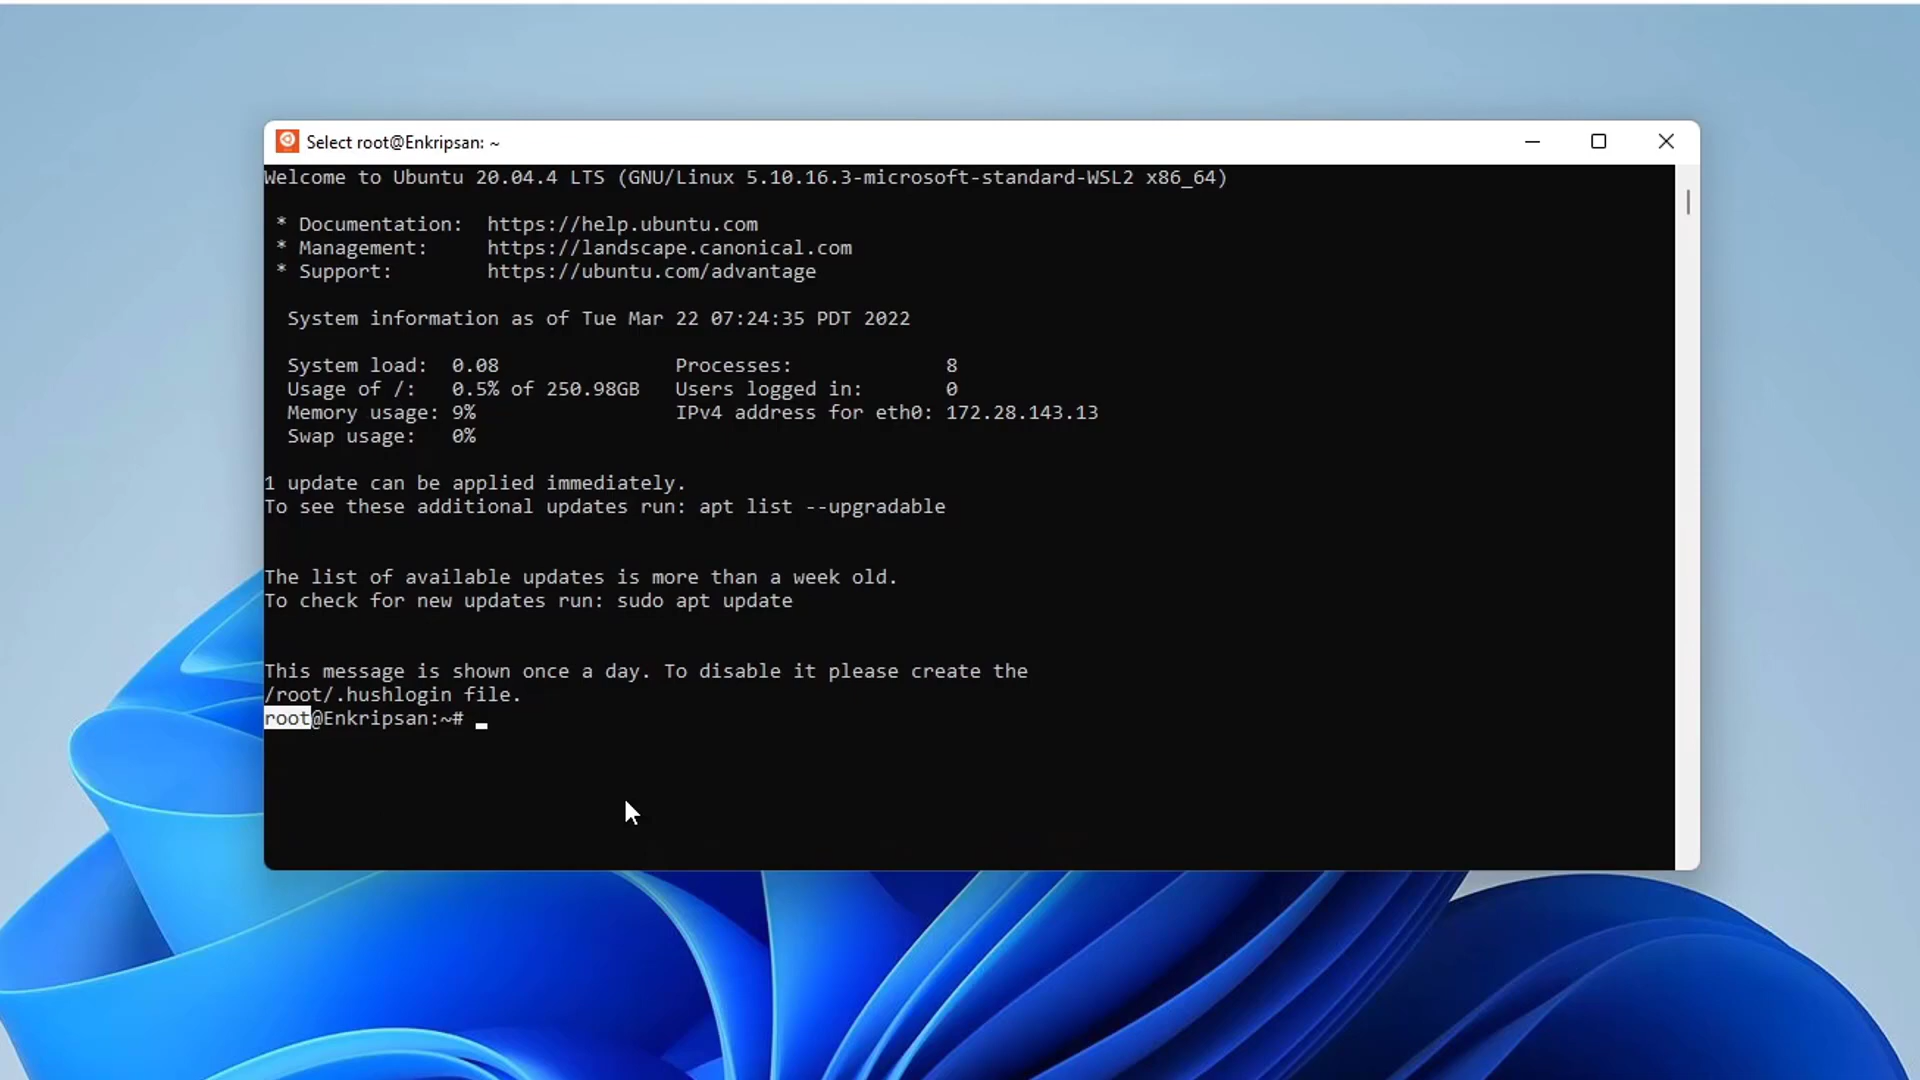 Select root@Enkripsan: ~
Welcome to Ubuntu 20.04.4 LTS (GNU/Linux 5.10.16.3-microsoft-standard-WSL2 x86_64)
* Documentation:  https://help.ubuntu.com
* Management:     https://landscape.canonical.com
* Support:        https://ubuntu.com/advantage
System information as of Tue Mar 22 07:24:35 PDT 2022
System load:  0.08               Processes:             8
Usage of /:   0.5% of 250.98GB   Users logged in:       0
Memory usage: 9%                 IPv4 address for eth0: 172.28.143.13
Swap usage:   0%
1 update can be applied immediately.
To see these additional updates run: apt list --upgradable
The list of available updates is more than a week old.
To check for new updates run: sudo apt update
This message is shown once a day. To disable it please create the
/root/.hushlogin file.
root@Enkripsan:~# _